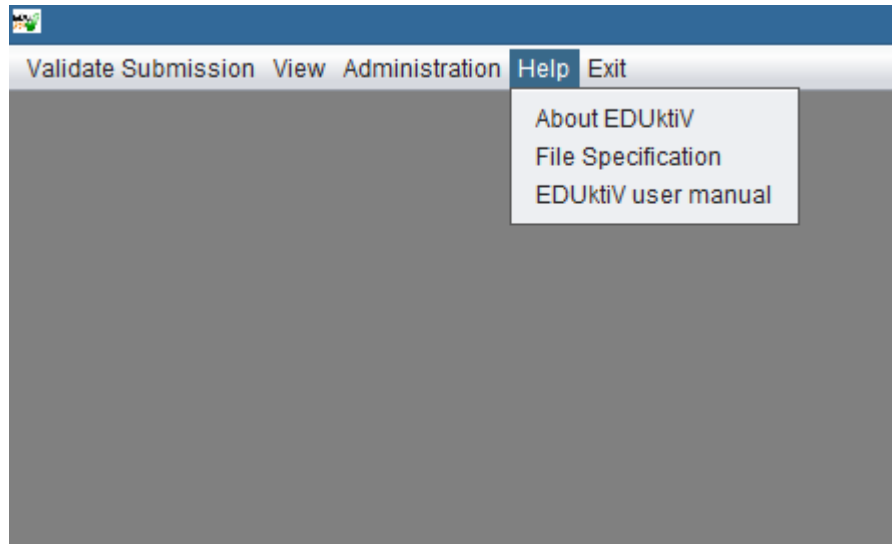 Validate Submission View Administration Help Exit
About EDUktiV
File Specification
EDUktiV user manual